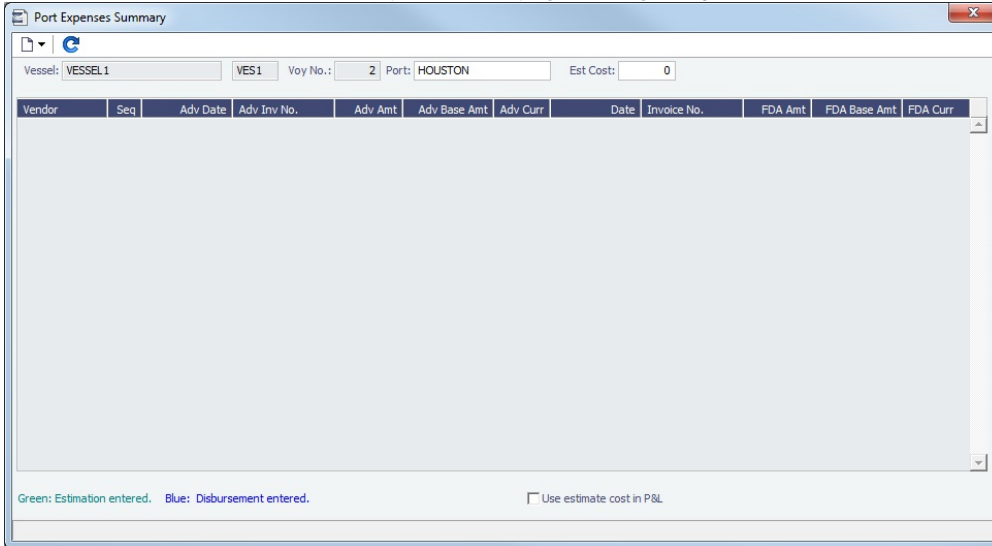 Port Expenses Summary
x
Vessel: VESSEL1 VES1 Voy No.: 2 Port: HOUSTON Est Cost: 0
Vendor Seq Adv Date Adv Inv No. Adv Amt Adv Base Amt Adv Curr Date Invoice No. FDA Amt FDA Base Amt FDA Curr
Green: Estimation entered. Blue: Disbursement entered. Use estimate cost in P&L